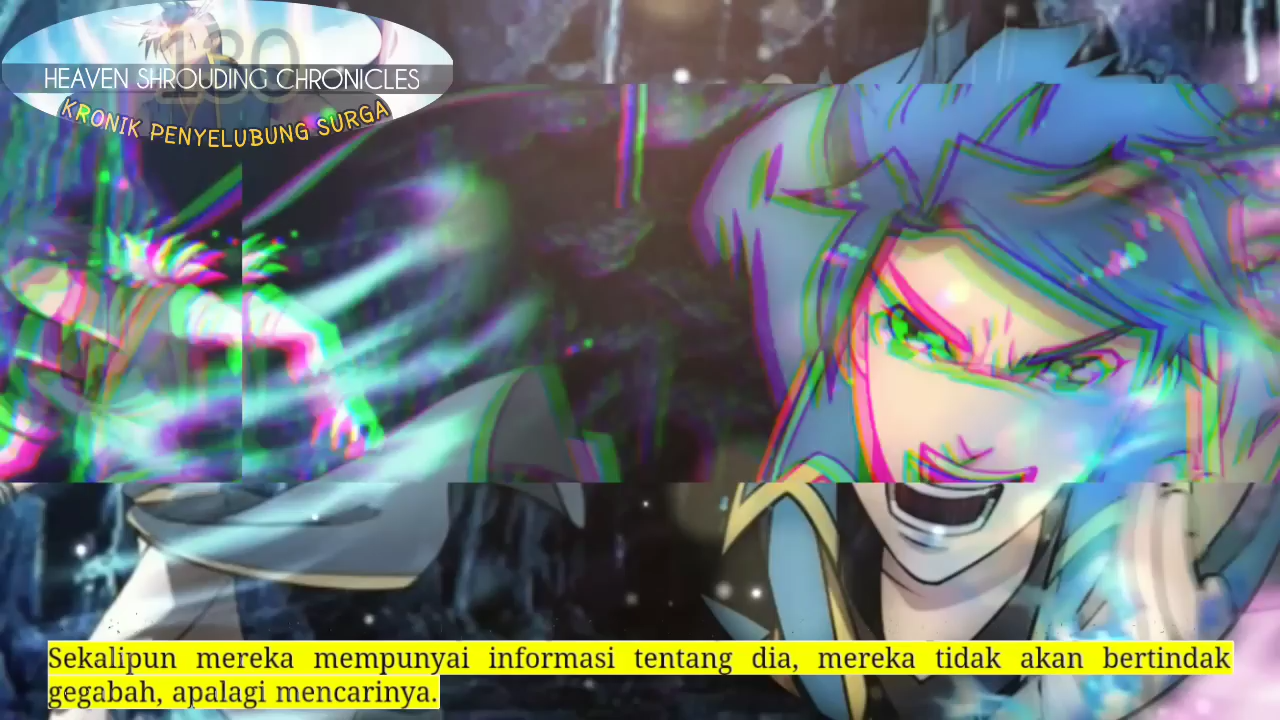 180
HEAVEN SHROUDING CHRONICLES
KRONIK PENYELUBUNG SURGA
Sekalipun mereka mempunyai informasi tentang dia, mereka tidak akan bertindak
gegabah, apalagi mencarinya.